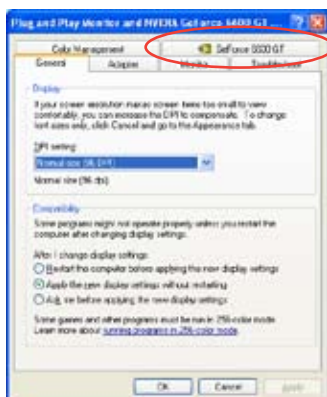 Plug and Play Monitor and NVIDIA GeForce 6600 GT ...
Color Management
GeForce 6600 GT
General
Adapter
Monitor
Troubleshoot
Display
If your screen resolution makes screen items too small to view
comfortably, you can increase the DPI to compensate. To change
font sizes only, click Cancel and go to the Appearance tab.
DPI setting:
Normal size (96 DPI)
Normal size (96 dpi)
Compatibility
Some programs might not operate properly unless you restart the
computer after changing display settings.
After I change display settings:
Restart the computer before applying the new display settings
Apply the new display settings without restarting
Ask me before applying the new display settings
Some games and other programs must be run in 256-color mode.
Learn more about running programs in 256-color mode.
OK
Cancel
Apply